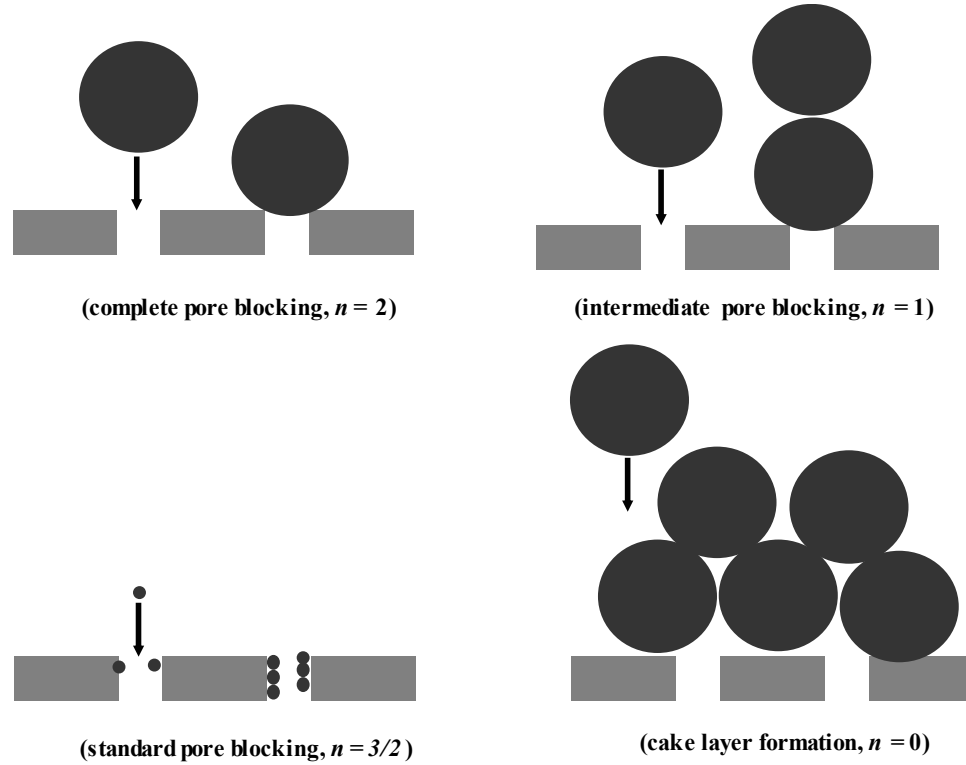 (complete pore blocking, n = 2)
(intermediate pore blocking, n = 1)
(standard pore blocking, n = 3/2 )
(cake layer formation, n = 0)